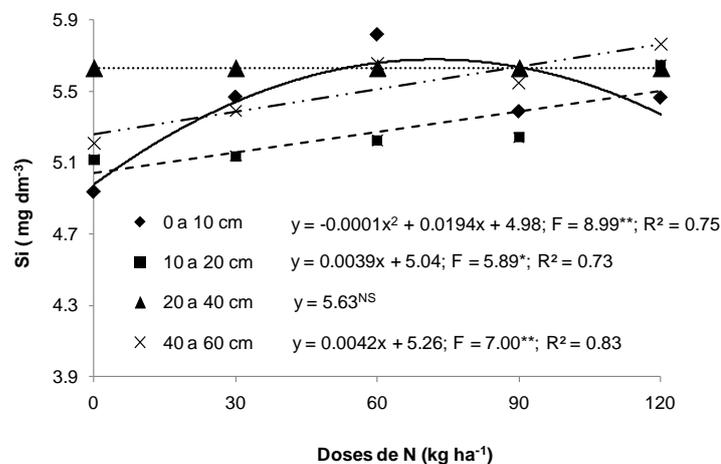 5.9
5.5
5.1
4.7
4.3
3.9
Si ( mg dm⁻³)
0 a 10 cm y = -0.0001x² + 0.0194x + 4.98; F = 8.99**; R² = 0.75
10 a 20 cm y = 0.0039x + 5.04; F = 5.89*; R² = 0.73
20 a 40 cm y = 5.63ᴺˢ
40 a 60 cm y = 0.0042x + 5.26; F = 7.00**; R² = 0.83
0 30 60 90 120
Doses de N (kg ha⁻¹)